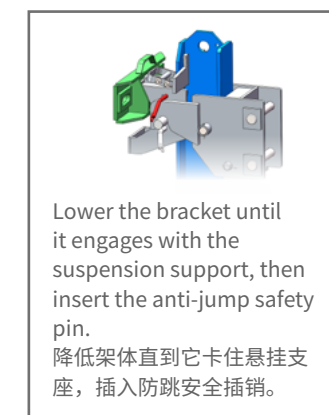 Lower the bracket until
it engages with the
suspension support, then
insert the anti-jump safety
pin.
降低架体直到它卡住悬挂支
座，插入防跳安全插销。